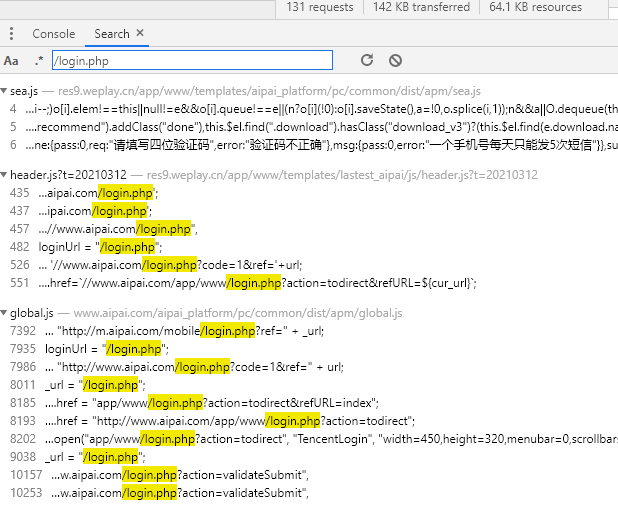 131 requests 142 KB transferred 64.1 KB resources
Console Search ×
Aa .* /login.php
sea.js — res9.weplay.cn/app/www/templates/aipai_platform/pc/common/dist/apm/sea.js
4 ...i--;)o[i].elem!==this||null!=e&&o[i].queue!==e||(n?o[i](!0):o[i].saveState(),a=!0,o.splice(i,1));n&&a||O.dequeue(th
5 ....recommend").addClass("done"),this.$el.find(".download").hasClass("download_v3")?(this.$el.find(e.download.na
6 ...ne:{pass:0,req:"请填写四位验证码",error:"验证码不正确"},msg:{pass:0,error:"一个手机号每天只能发5次短信"}},su
header.js?t=20210312 — res9.weplay.cn/app/www/templates/lastest_aipai/js/header.js?t=20210312
435 ...aipai.com/login.php';
437 ...ipai.com/login.php';
457 ...//www.aipai.com/login.php",
482 loginUrl = "/login.php";
526 ... '//www.aipai.com/login.php?code=1&ref='+url;
551 ....href=`//www.aipai.com/app/www/login.php?action=todirect&refURL=${cur_url}`;
global.js — www.aipai.com/aipai_platform/pc/common/dist/apm/global.js
7392 ... "http://m.aipai.com/mobile/login.php?ref=" + _url;
7935 loginUrl = "/login.php";
7986 ... "http://www.aipai.com/login.php?code=1&ref=" + url;
8011 _url = "/login.php";
8185 ....href = "app/www/login.php?action=todirect&refURL=index";
8193 ....href = "http://www.aipai.com/app/www/login.php?action=todirect";
8202 ...open("app/www/login.php?action=todirect", "TencentLogin", "width=450,height=320,menubar=0,scrollbars
9038 _url = "/login.php";
10157 ...w.aipai.com/login.php?action=validateSubmit",
10253 ...w.aipai.com/login.php?action=validateSubmit",